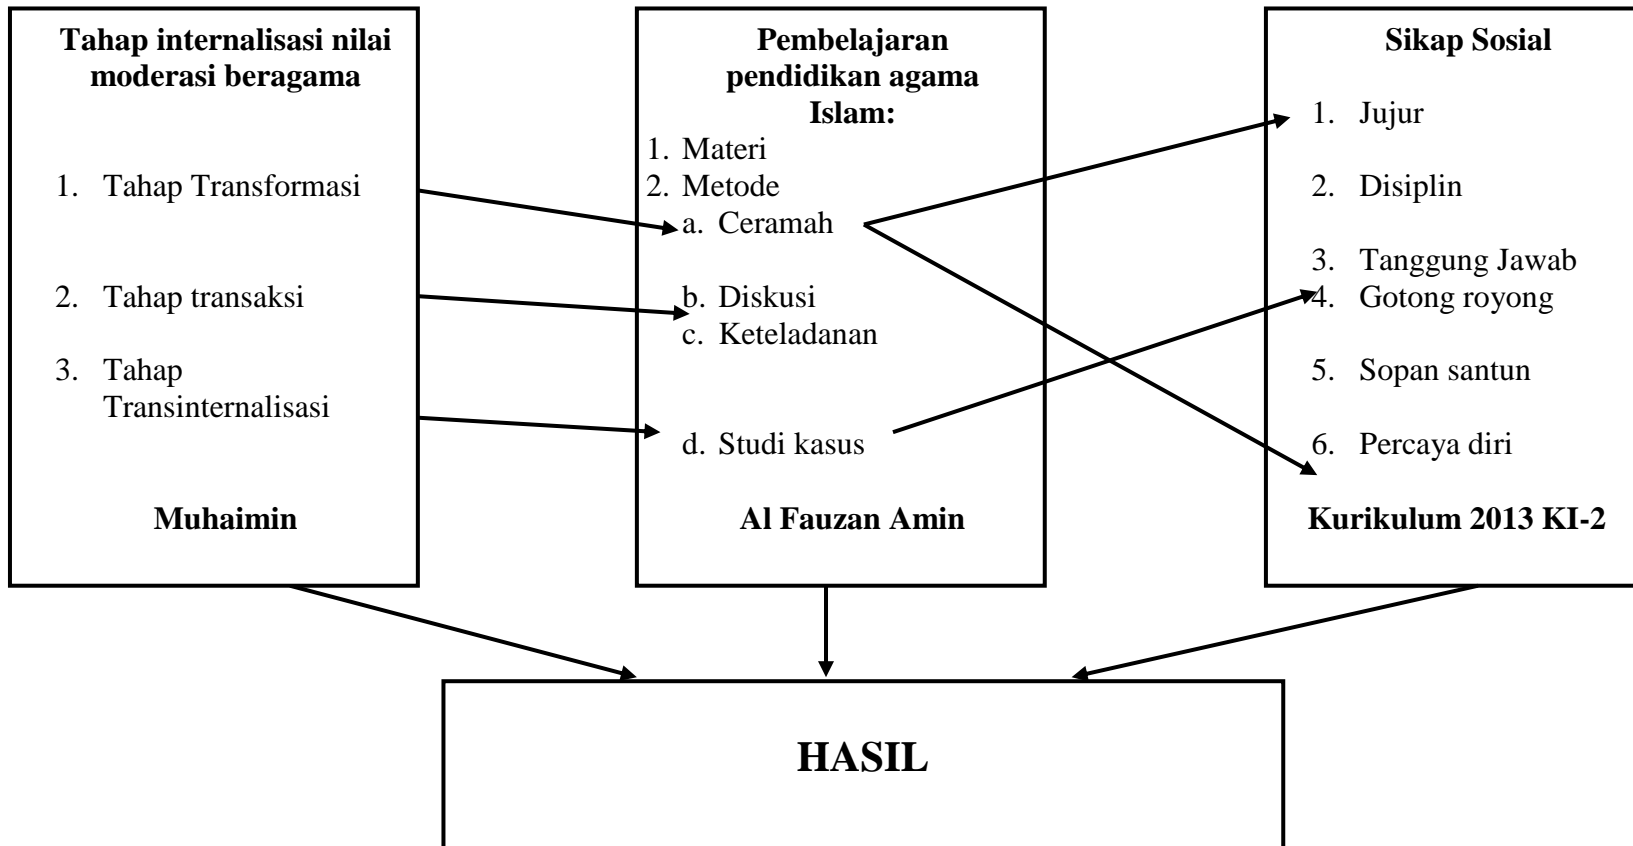 Tahap internalisasi nilai
moderasi beragama
1. Tahap Transformasi
2. Tahap transaksi
3. Tahap
Transinternalisasi
Muhaimin
Pembelajaran
pendidikan agama
Islam:
1. Materi
2. Metode
a. Ceramah
b. Diskusi
c. Keteladanan
d. Studi kasus
Al Fauzan Amin
Sikap Sosial
1. Jujur
2. Disiplin
3. Tanggung Jawab
4. Gotong royong
5. Sopan santun
6. Percaya diri
Kurikulum 2013 KI-2
HASIL